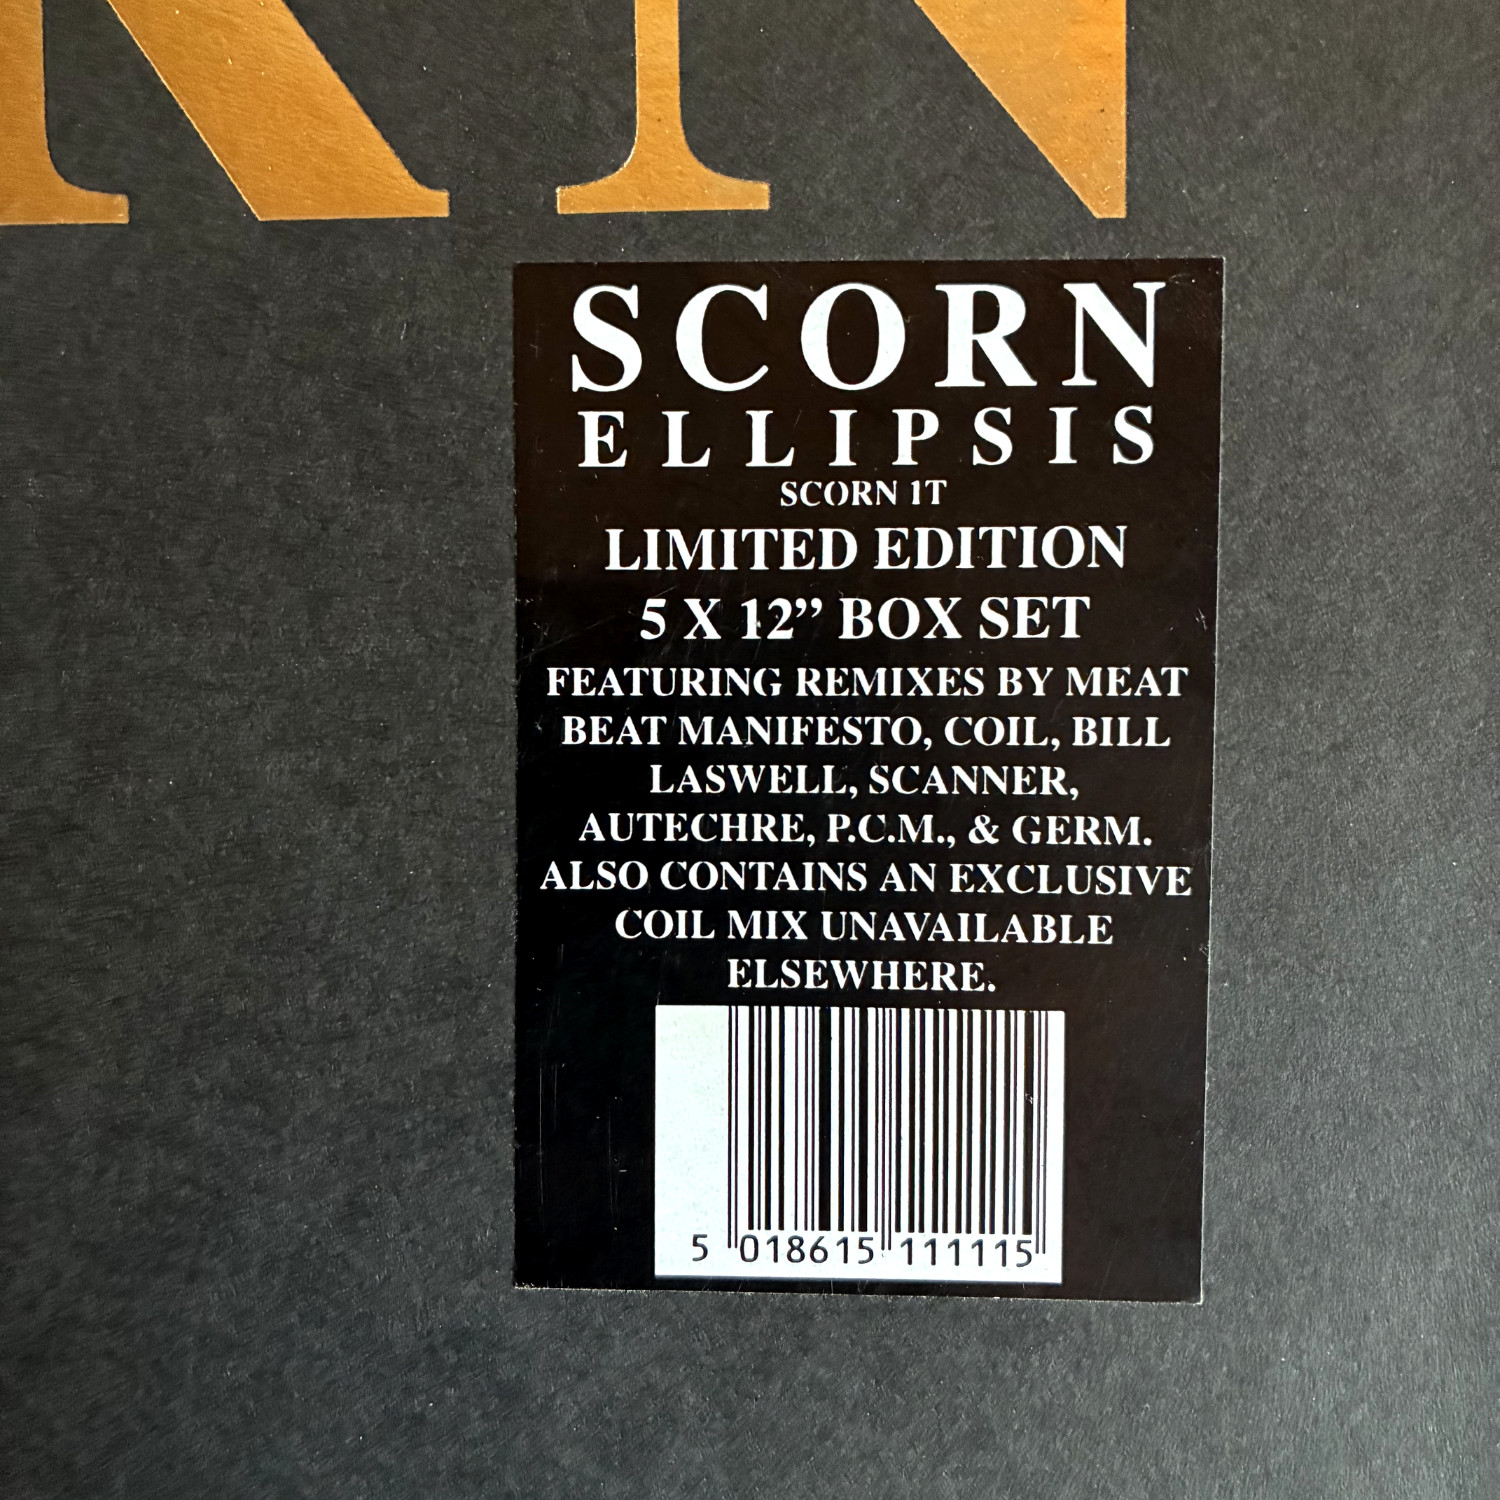 RN
SCORN
ELLIPSIS
SCORN 1T
LIMITED EDITION
5 X 12” BOX SET
FEATURING REMIXES BY MEAT
BEAT MANIFESTO, COIL, BILL
LASWELL, SCANNER,
AUTECHRE, P.C.M., & GERM.
ALSO CONTAINS AN EXCLUSIVE
COIL MIX UNAVAILABLE
ELSEWHERE.
5 018615 111115